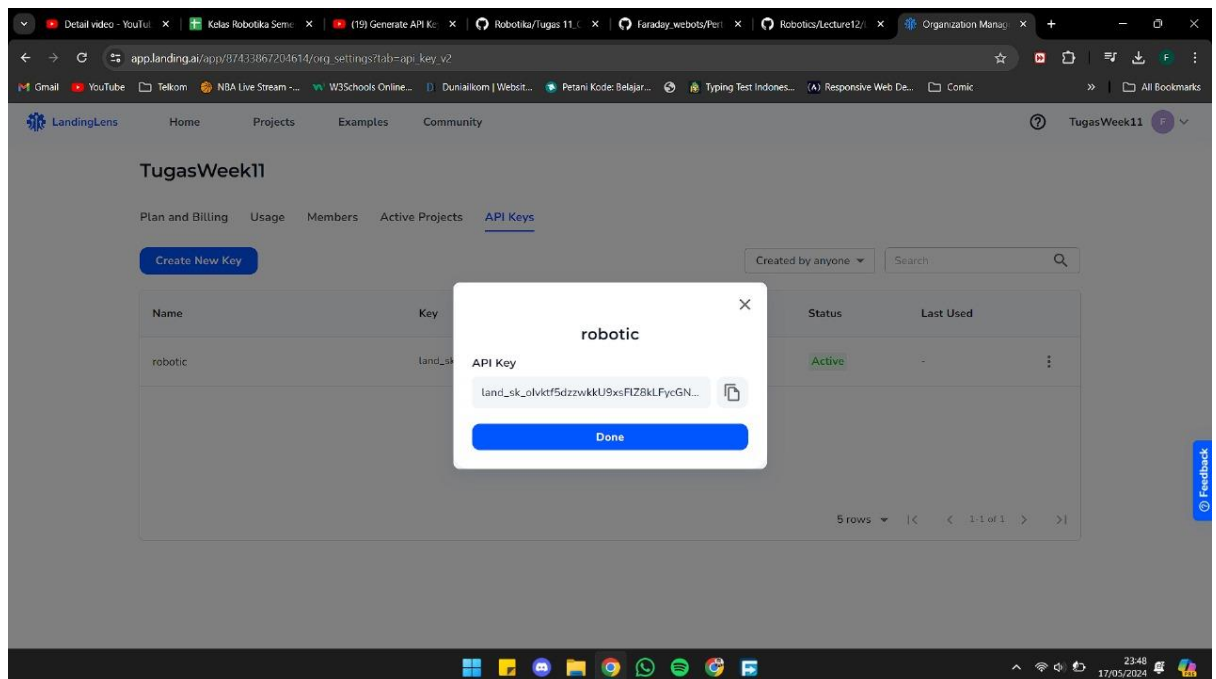 Detail video - YouTub
Kelas Robotika Seme
(19) Generate API Ke
Robotika/Tugas 11_
Faraday_webots/Pert
Robotics/Lecture12/
Organization Manag
app.landing.ai/app/87433867204614/org_settings?tab=api_key_v2
Gmail YouTube Telkom NBA Live Stream -... W3Schools Online... Duniailkom | Websit... Petani Kode: Belajar... Typing Test Indones... (A) Responsive Web De... Comic » All Bookmarks
LandingLens Home Projects Examples Community TugasWeek11 F
TugasWeek11
Plan and Billing Usage Members Active Projects API Keys
Create New Key Created by anyone Search
Name Key Status Last Used
robotic
API Key
robotic land_sk Active -
land_sk_olvktf5dzzwkkU9xsFlZ8kLFycGN...
Done
Feedback
5 rows 1-1 of 1
23:48
17/05/2024